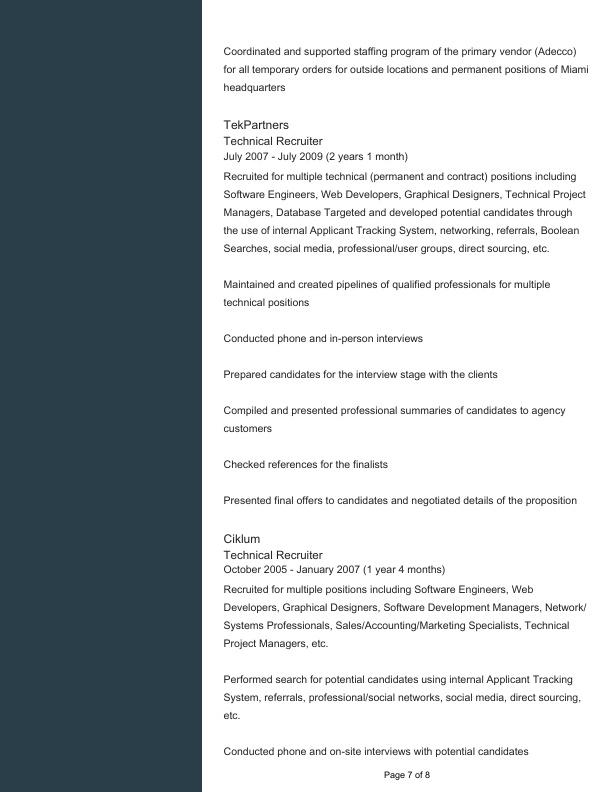 Coordinated and supported staffing program of the primary vendor (Adecco)
for all temporary orders for outside locations and permanent positions of Miami
headquarters
TekPartners
Technical Recruiter
July 2007 - July 2009 (2 years 1 month)
Recruited for multiple technical (permanent and contract) positions including
Software Engineers, Web Developers, Graphical Designers, Technical Project
Managers, Database Targeted and developed potential candidates through
the use of internal Applicant Tracking System, networking, referrals, Boolean
Searches, social media, professional/user groups, direct sourcing, etc.
Maintained and created pipelines of qualified professionals for multiple
technical positions
Conducted phone and in-person interviews
Prepared candidates for the interview stage with the clients
Compiled and presented professional summaries of candidates to agency
customers
Checked references for the finalists
Presented final offers to candidates and negotiated details of the proposition
Ciklum
Technical Recruiter
October 2005 - January 2007 (1 year 4 months)
Recruited for multiple positions including Software Engineers, Web
Developers, Graphical Designers, Software Development Managers, Network/
Systems Professionals, Sales/Accounting/Marketing Specialists, Technical
Project Managers, etc.
Performed search for potential candidates using internal Applicant Tracking
System, referrals, professional/social networks, social media, direct sourcing,
etc.
Conducted phone and on-site interviews with potential candidates
Page 7 of 8